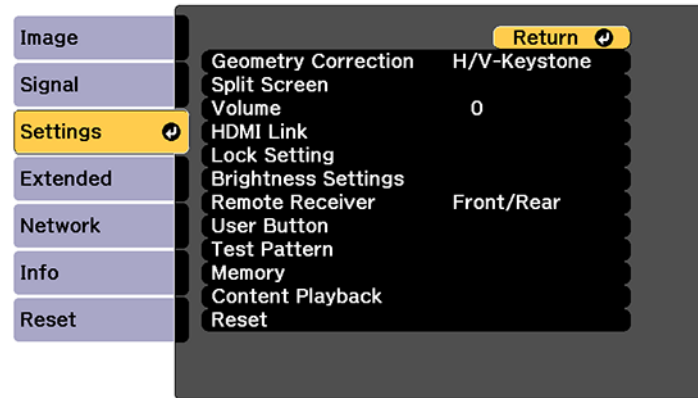 Image
Signal
Settings
Extended
Network
Info
Reset
Return
Geometry Correction H/V-Keystone
Split Screen
Volume 0
HDMI Link
Lock Setting
Brightness Settings
Remote Receiver Front/Rear
User Button
Test Pattern
Memory
Content Playback
Reset